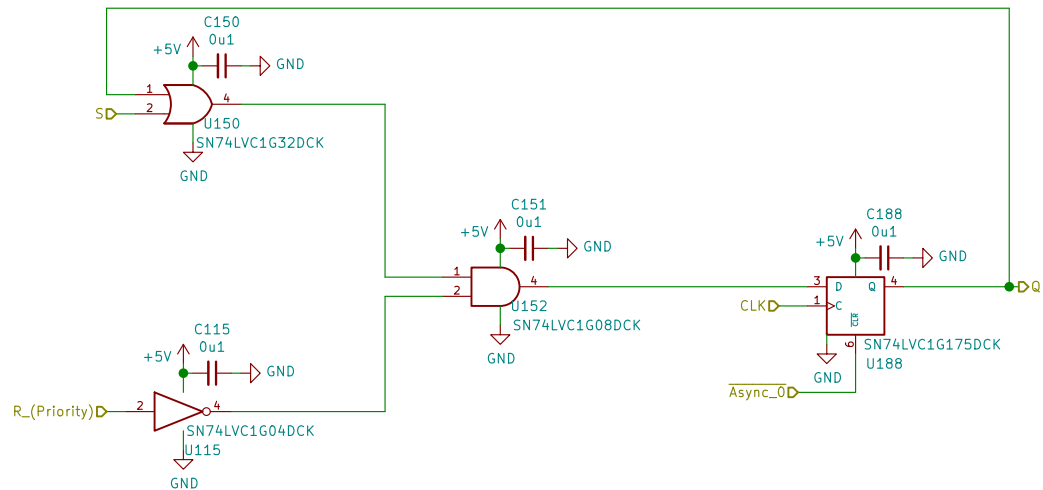 C150
0u1
+5V
GND
1
4
S
2
U150
SN74LVC1G32DCK
GND
C151
0u1
+5V
GND
1
4
2
U152
SN74LVC1G08DCK
GND
C188
0u1
+5V
GND
3
D
Q
4
Q
CLK
1
C
CLR
6
SN74LVC1G175DCK
U188
GND
Async_0
C115
0u1
+5V
GND
R_(Priority)
2
4
SN74LVC1G04DCK
U115
GND